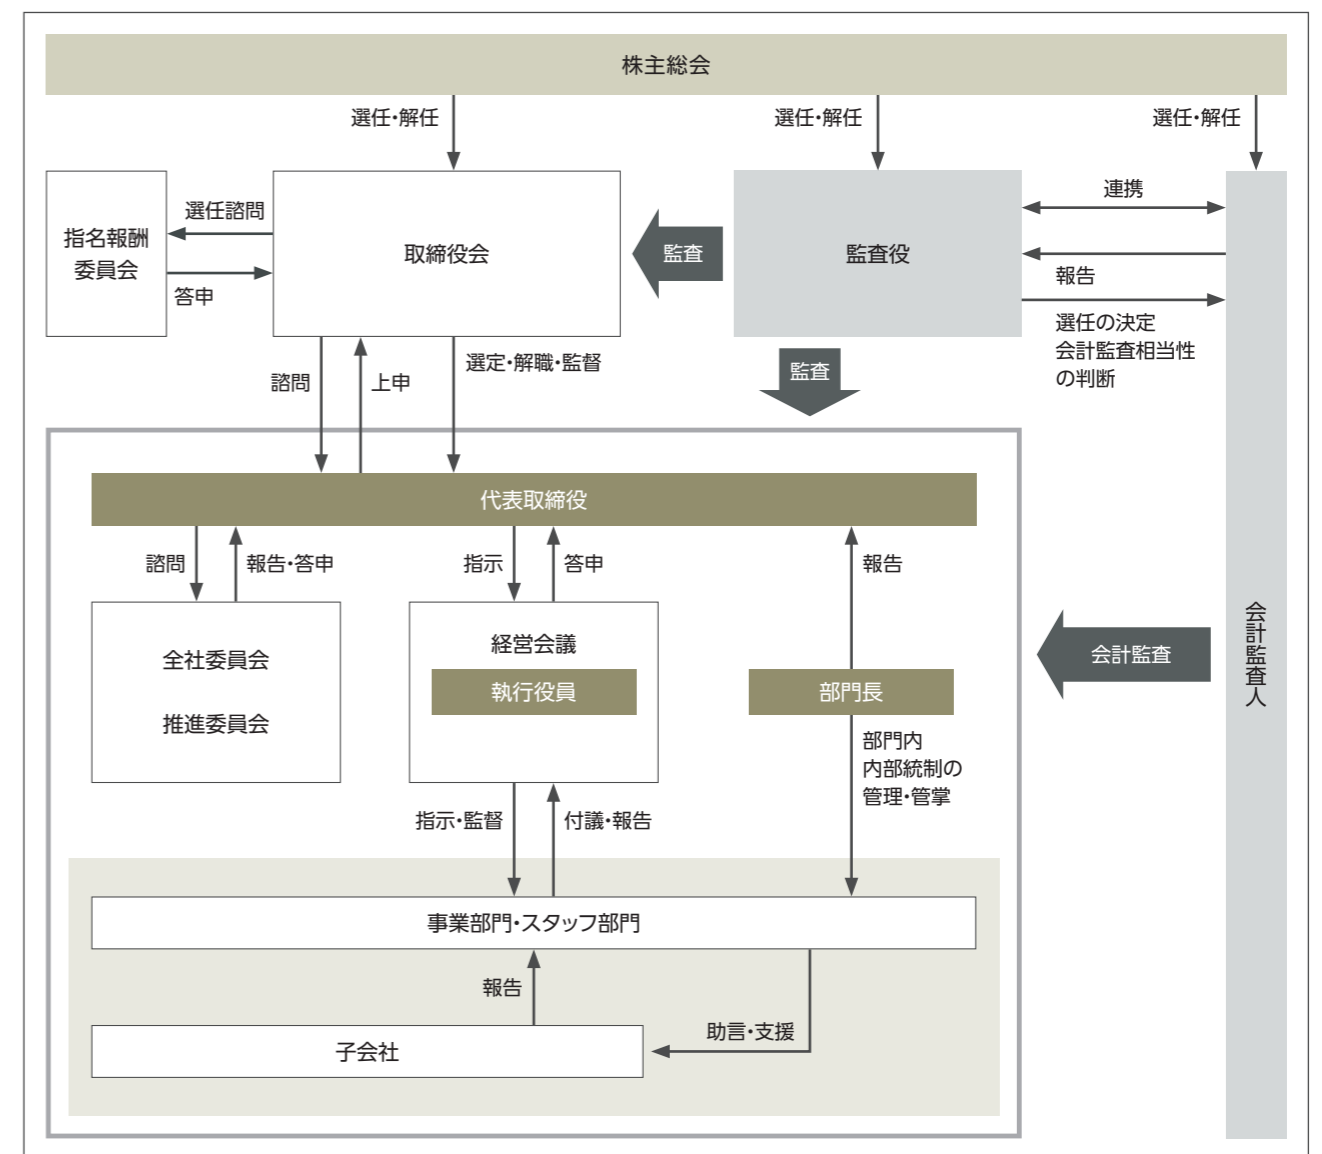 株主総会
選任・解任
選任・解任
選任・解任
指名報酬
委員会
選任諮問
答申
取締役会
監査
監査役
連携
報告
選任の決定
会計監査相当性
の判断
諮問
上申
選定・解職・監督
監査
代表取締役
諮問
報告・答申
指示
答申
報告
全社委員会
推進委員会
経営会議
執行役員
部門長
会計監査
会計監査人
部門内
内部統制の
管理・管掌
指示・監督
付議・報告
事業部門・スタッフ部門
報告
助言・支援
子会社